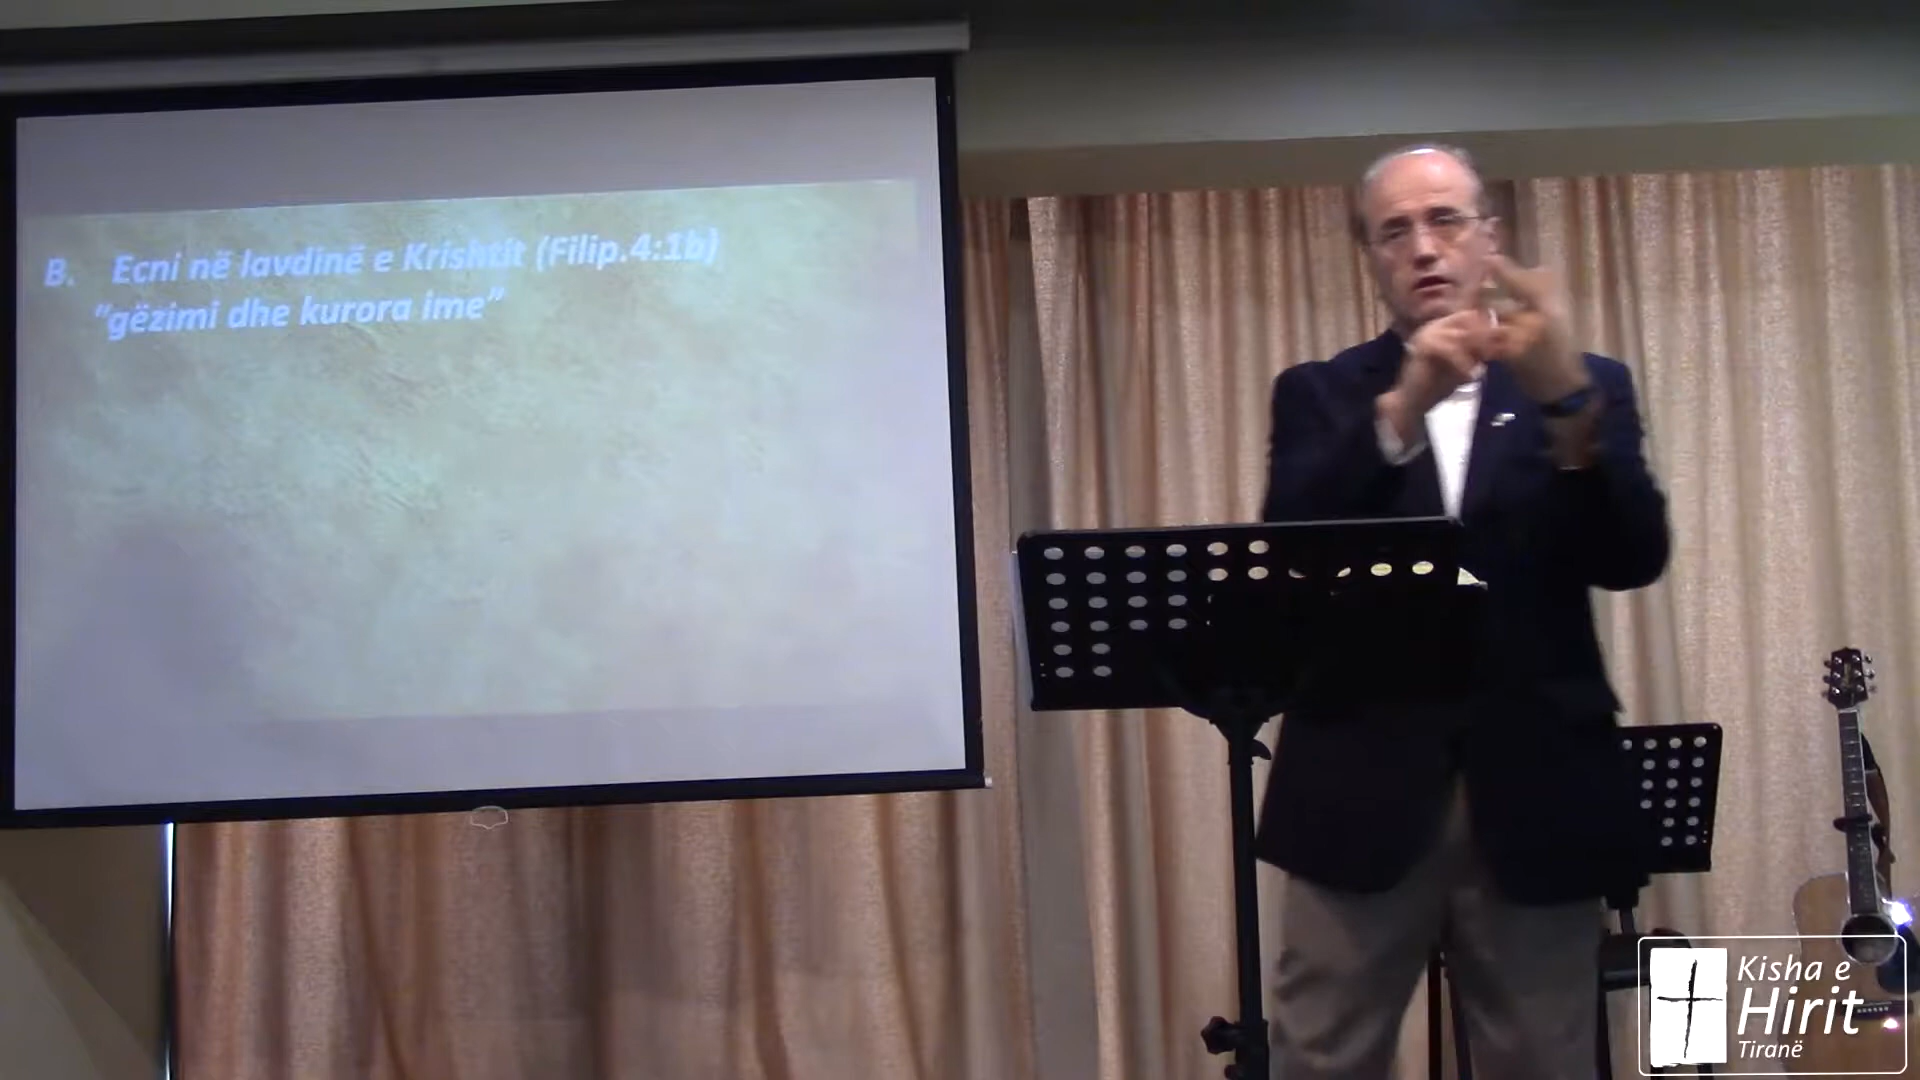 B. Ecni në lavdinë e Krishtit (Filip.4:1b)
"gëzimi dhe kurora ime"
Kisha e
Hirit
Tiranë